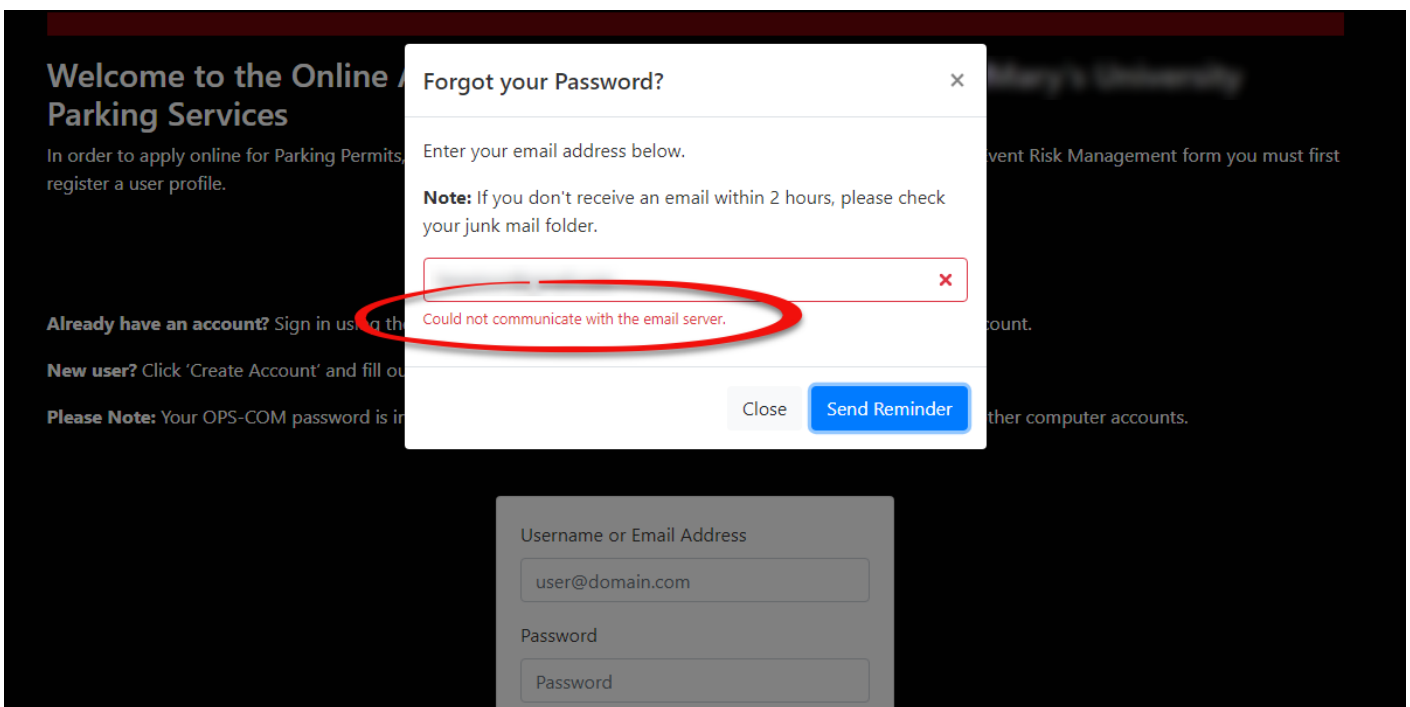 Welcome to the Online
Parking Services
In order to apply online for Parking Permits,
vent Risk Management form you must first
register a user profile.
Forgot your Password?
×
Enter your email address below.
Note: If you don't receive an email within 2 hours, please check
your junk mail folder.
Could not communicate with the email server.
Close
Send Reminder
Already have an account? Sign in using the
count.
New user? Click 'Create Account' and fill ou
Please Note: Your OPS-COM password is in
ther computer accounts.
Username or Email Address
user@domain.com
Password
Password